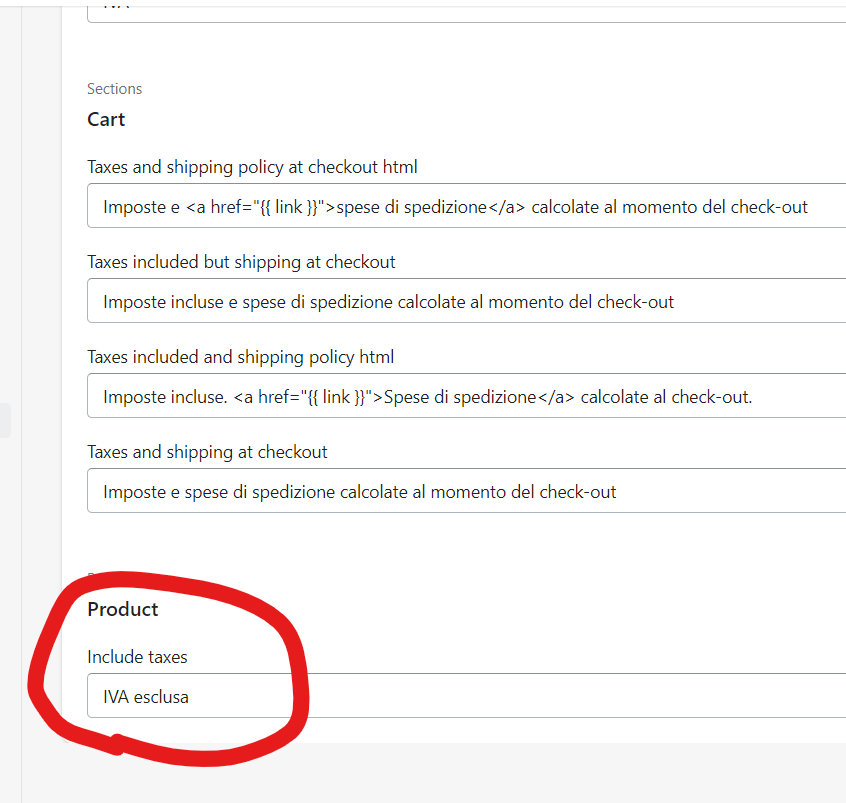 Sections
Cart
Taxes and shipping policy at checkout html
Imposte e <a href="{{ link }}">spese di spedizione</a> calcolate al momento del check-out
Taxes included but shipping at checkout
Imposte incluse e spese di spedizione calcolate al momento del check-out
Taxes included and shipping policy html
Imposte incluse. <a href="{{ link }}">Spese di spedizione</a> calcolate al check-out.
Taxes and shipping at checkout
Imposte e spese di spedizione calcolate al momento del check-out
Product
Include taxes
IVA esclusa